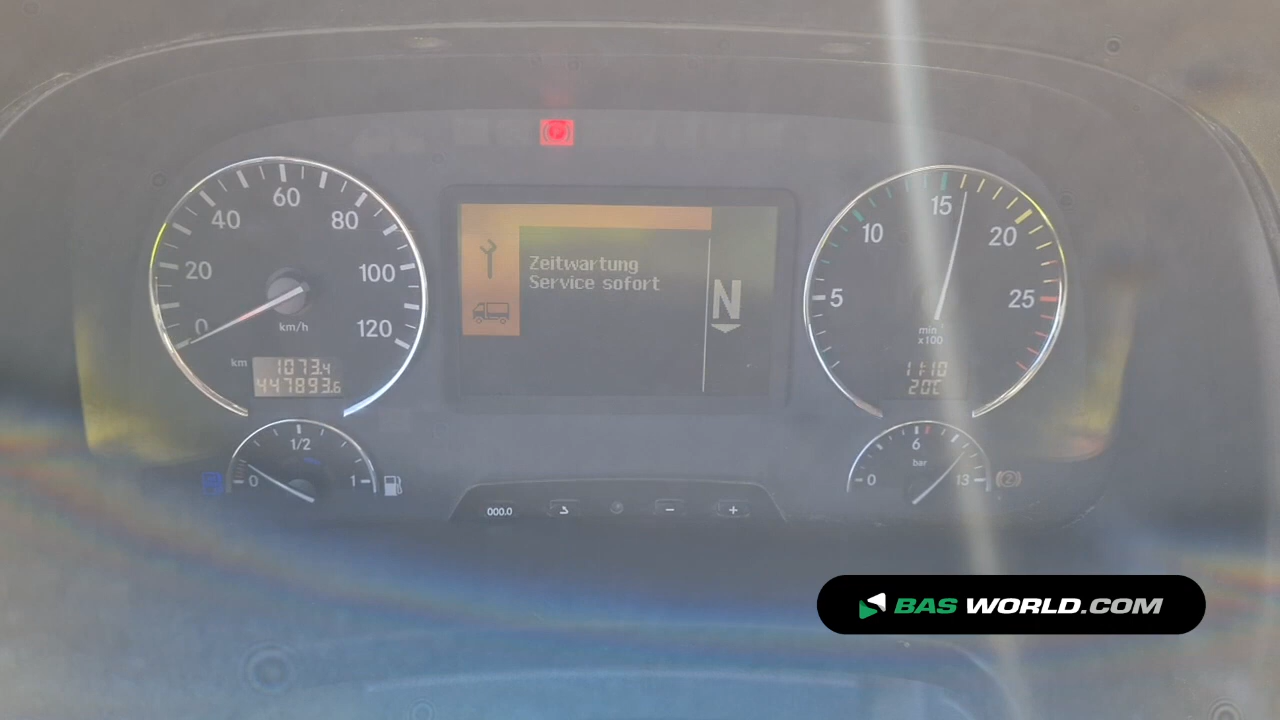 0
20
40
60
80
100
120
km/h
km
1073.4
447893.6
P
Zeitwartung
Service sofort
N
5
10
15
20
25
min⁻¹
x100
11:10
20C
0
1/2
1
P
0
6
bar
13
2
000.0
-
+
BAS WORLD.COM